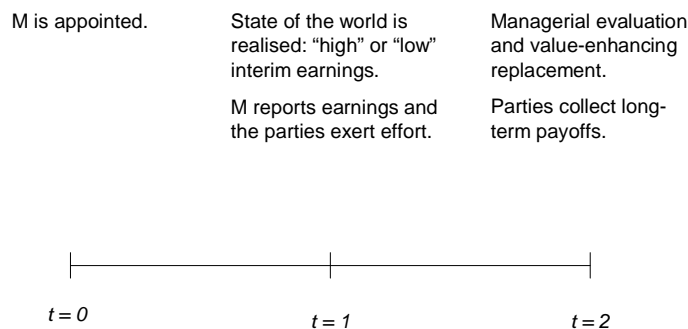 M is appointed.
State of the world is
realised: “high” or “low”
interim earnings.
M reports earnings and
the parties exert effort.
Managerial evaluation
and value-enhancing
replacement.
Parties collect long-
term payoffs.
t = 0
t = 1
t = 2